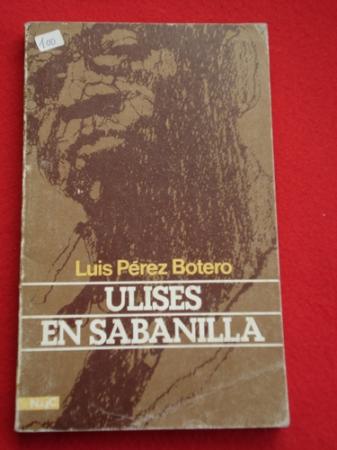 100
Luis Pérez Botero
ULISES
EN SABANILLA